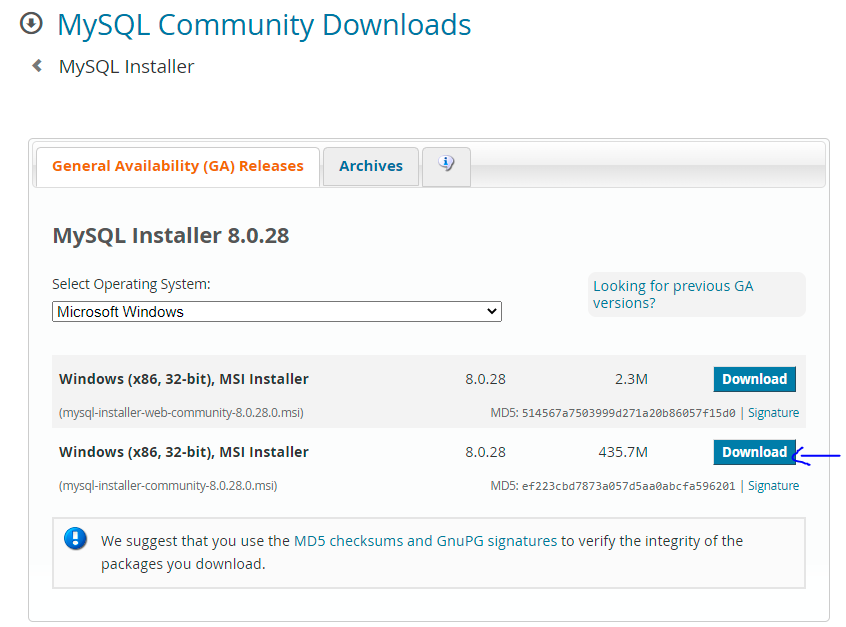 MySQL Community Downloads
MySQL Installer
General Availability (GA) Releases
Archives
MySQL Installer 8.0.28
Select Operating System:
Microsoft Windows
Looking for previous GA
versions?
Windows (x86, 32-bit), MSI Installer 8.0.28 2.3M Download
(mysql-installer-web-community-8.0.28.0.msi) MD5: 514567a7503999d271a20b86057f15d0 | Signature
Windows (x86, 32-bit), MSI Installer 8.0.28 435.7M Download
(mysql-installer-community-8.0.28.0.msi) MD5: ef223cbd7873a057d5aa0abcfa596201 | Signature
We suggest that you use the MD5 checksums and GnuPG signatures to verify the integrity of the
packages you download.